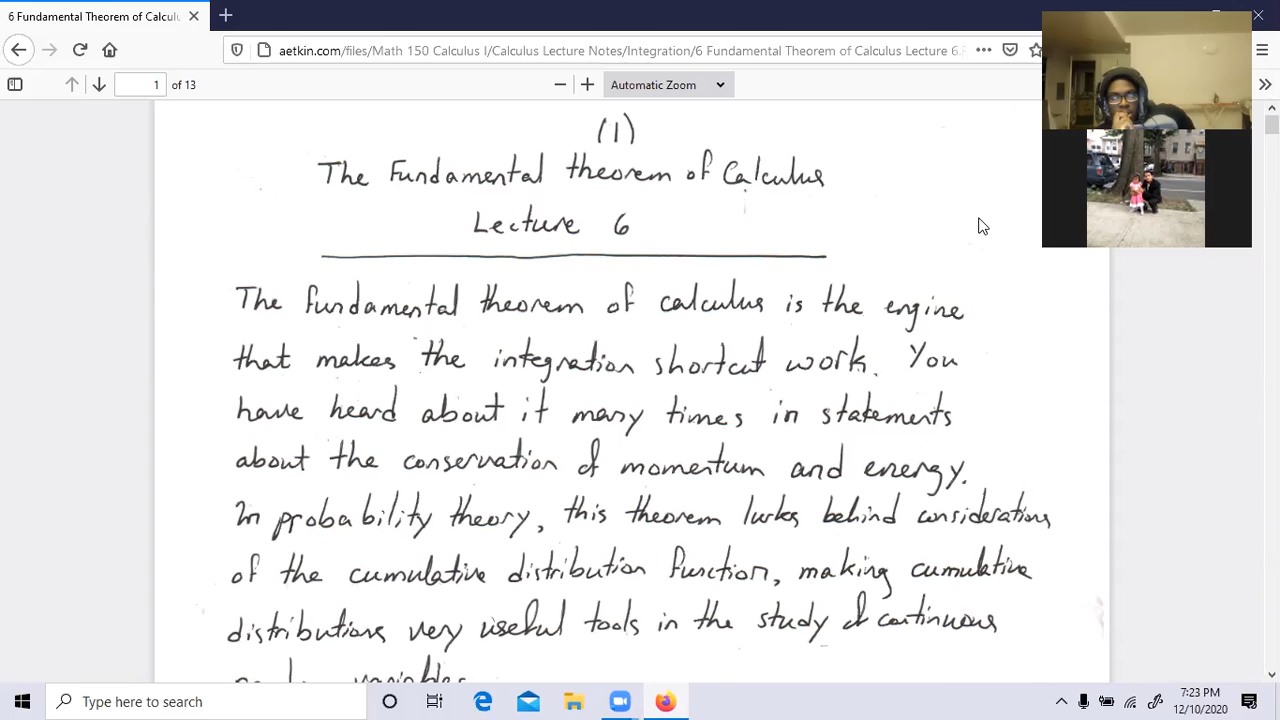 6 Fundamental Theorem of Calculu
aetkin.com/files/Math 150 Calculus I/Calculus Lecture Notes/Integration/6 Fundamental Theorem of Calculus Lecture 6.
1 of 13
Automatic Zoom
(1)
The Fundamental theorem of Calculus
Lecture 6
The fundamental theorem of calculus is the engine
that makes the integration shortcut work. You
have heard about it many times in statements
about the conservation of momentum and energy.
In probability theory, this theorem lurks behind considerations
of the cumulative distribution function, making cumulative
distributions very useful tools in the study of continuous
variables
Type here to search
7:23 PM
12/10/2020